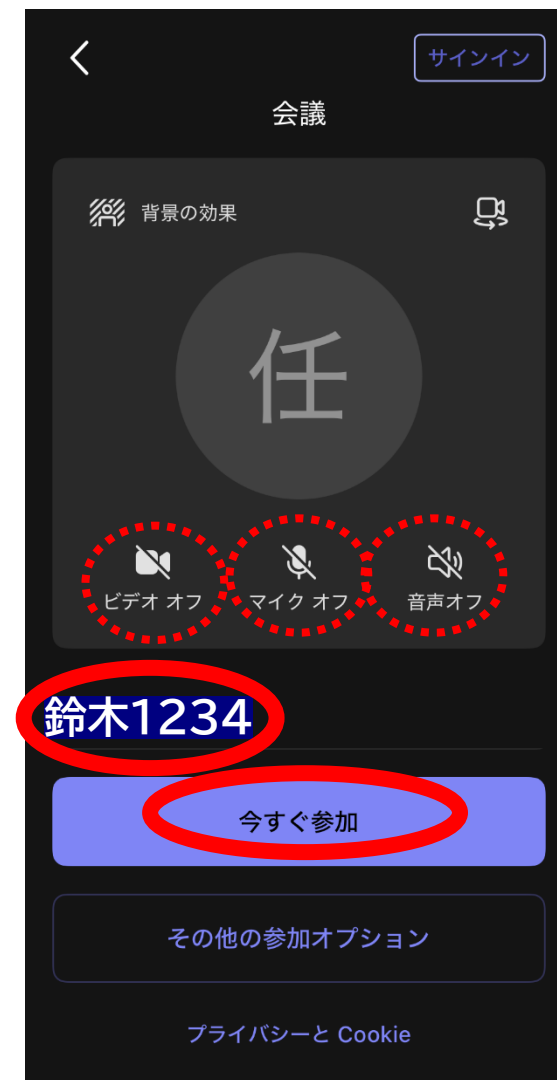 サインイン
会議
背景の効果
任
ビデオ オフ マイク オフ 音声オフ
鈴木1234
今すぐ参加
その他の参加オプション
プライバシーと Cookie